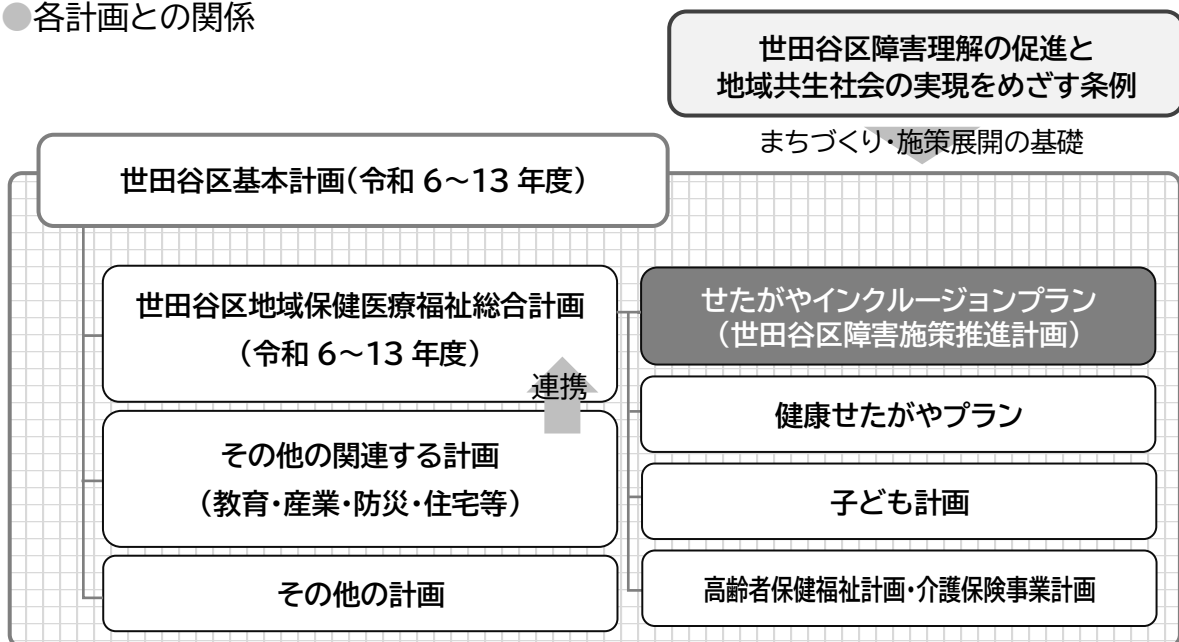 ●各計画との関係
世田谷区障害理解の促進と
地域共生社会の実現をめざす条例
まちづくり・施策展開の基礎
世田谷区基本計画(令和 6～13 年度)
世田谷区地域保健医療福祉総合計画
(令和 6～13 年度)
連携
その他の関連する計画
(教育・産業・防災・住宅等)
その他の計画
せたがやインクルージョンプラン
(世田谷区障害施策推進計画)
健康せたがやプラン
子ども計画
高齢者保健福祉計画・介護保険事業計画